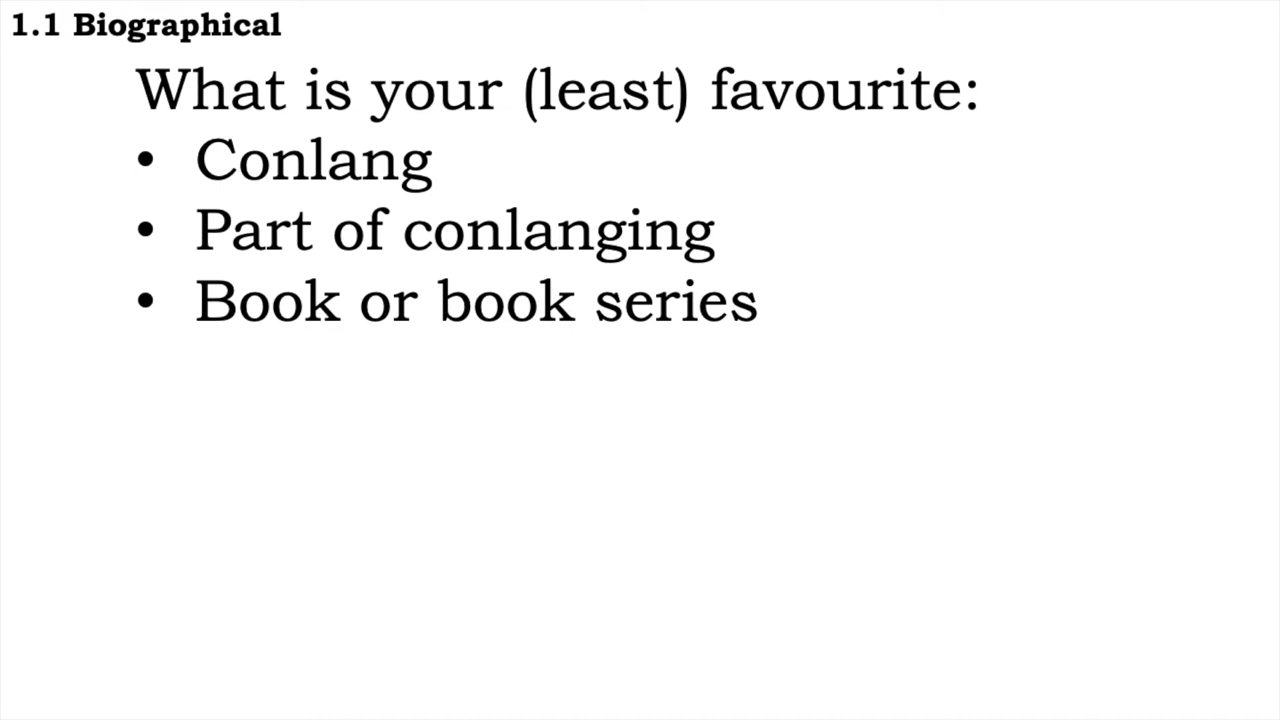 1.1 Biographical
What is your (least) favourite:
• Conlang
• Part of conlanging
• Book or book series